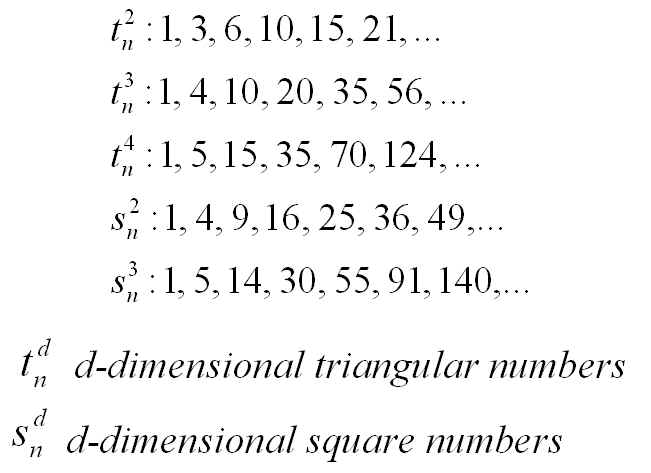 t_n^2 : 1, 3, 6, 10, 15, 21, ...
t_n^3 : 1, 4, 10, 20, 35, 56, ...
t_n^4 : 1, 5, 15, 35, 70, 124, ...
s_n^2 : 1, 4, 9, 16, 25, 36, 49,...
s_n^3 : 1, 5, 14, 30, 55, 91, 140,...
t_n^d d-dimensional triangular numbers
s_n^d d-dimensional square numbers